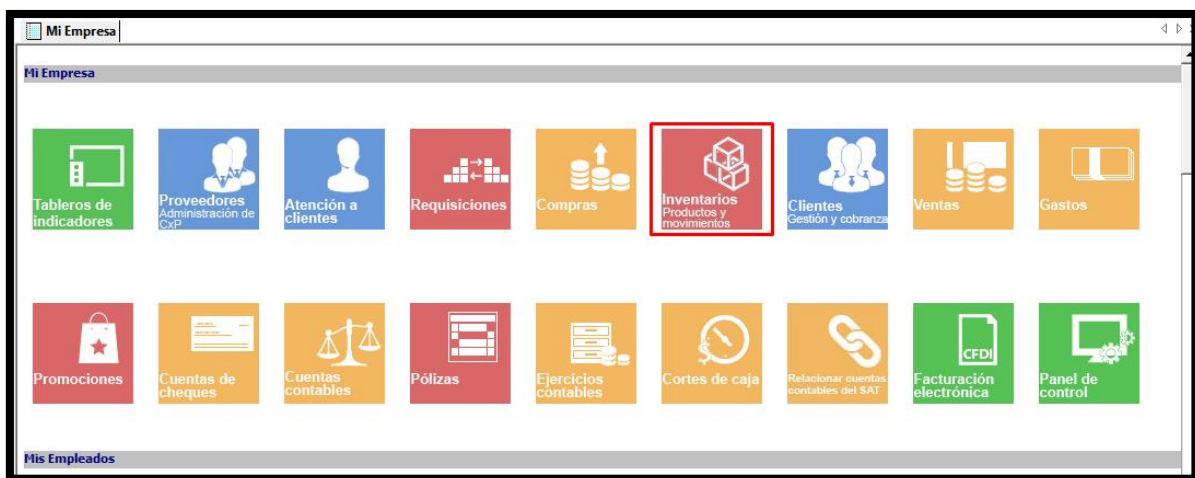 Mi Empresa
Mi Empresa
Tableros de
indicadores
Proveedores
Administración de
CxP
Atención a
clientes
Requisiciones
Compras
Inventarios
Productos y
movimientos
Clientes
Gestión y cobranza
Ventas
Gastos
Promociones
Cuentas de
cheques
Cuentas
contables
Pólizas
Ejercicios
contables
Cortes de caja
Relacionar cuentas
contables del SAT
CFDI
Facturación
electrónica
Panel de
control
Mis Empleados